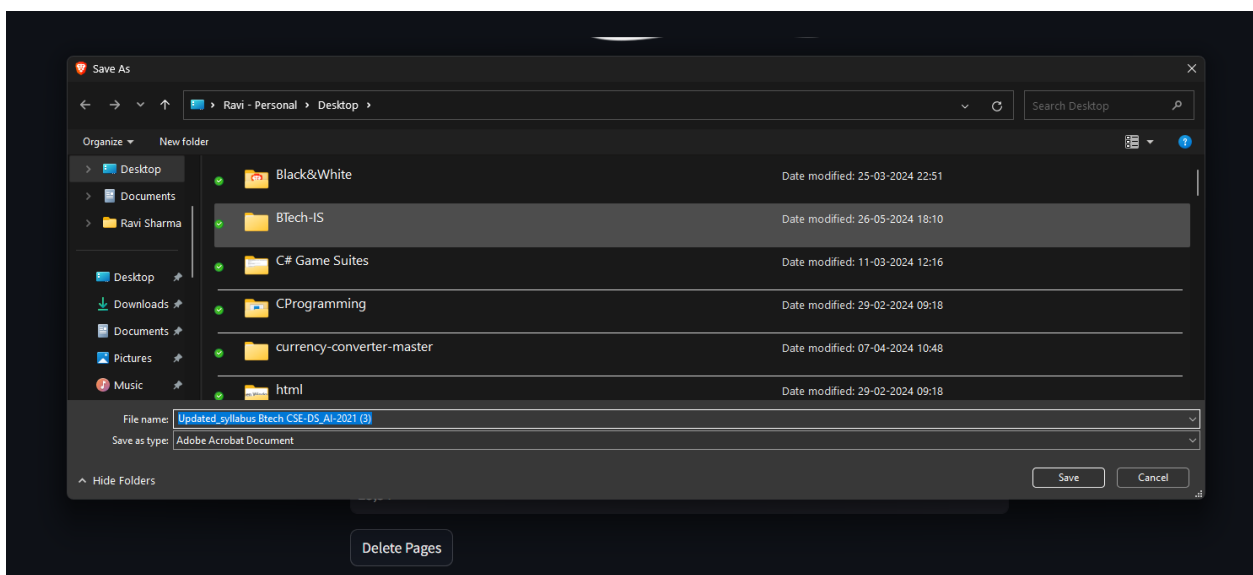 Save As
Ravi - Personal > Desktop >
Search Desktop
Organize
New folder
Desktop
Documents
Ravi Sharma
Desktop
Downloads
Documents
Pictures
Music
Black&White
Date modified: 25-03-2024 22:51
BTech-IS
Date modified: 26-05-2024 18:10
C# Game Suites
Date modified: 11-03-2024 12:16
CProgramming
Date modified: 29-02-2024 09:18
currency-converter-master
Date modified: 07-04-2024 10:48
html
Date modified: 29-02-2024 09:18
File name: Updated_syllabus Btech CSE-DS_AI-2021 (3)
Save as type: Adobe Acrobat Document
Hide Folders
Save
Cancel
Delete Pages